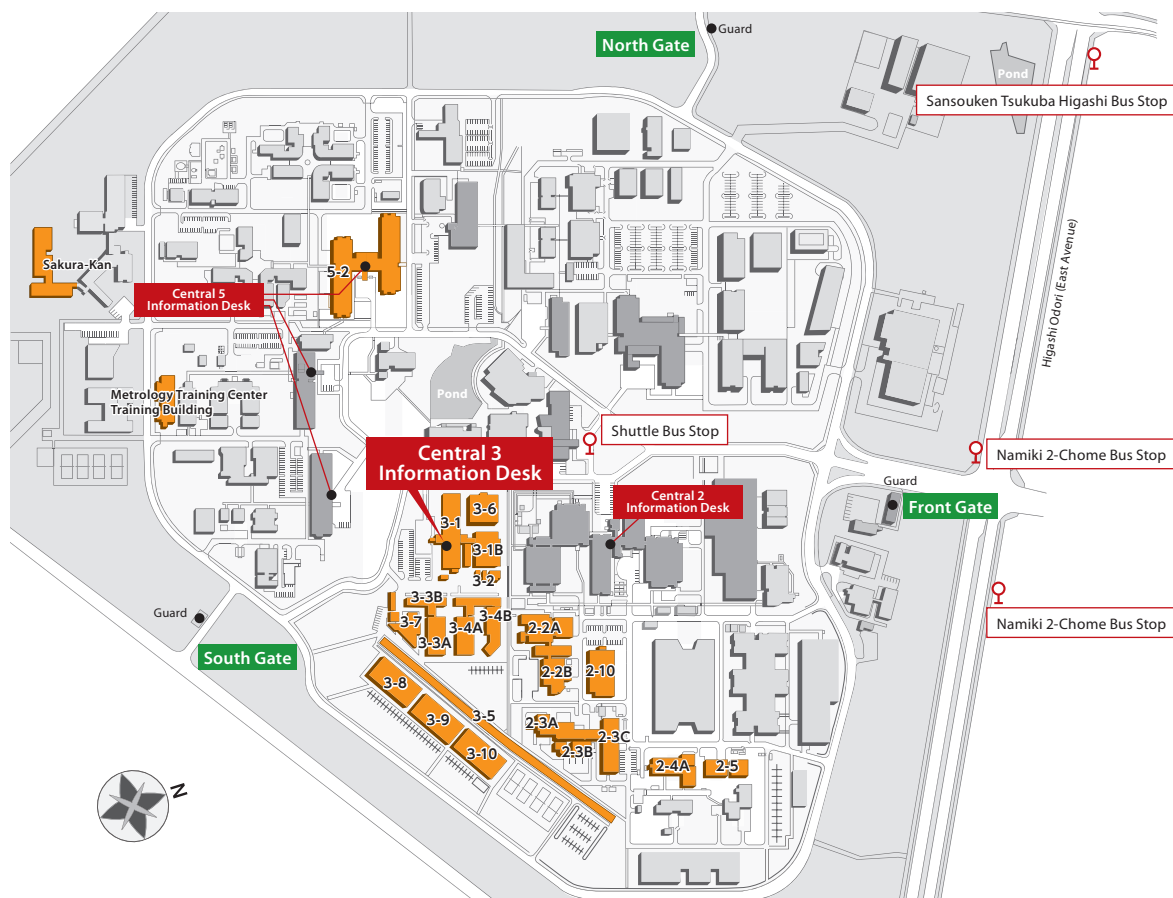 North Gate
Guard
Pond
Sansouken Tsukuba Higashi Bus Stop
Higashi Odori (East Avenue)
Sakura-Kan
5-2
Central 5
Information Desk
Metrology Training Center
Training Building
Pond
Shuttle Bus Stop
Central 3
Information Desk
Namiki 2-Chome Bus Stop
Guard
Front Gate
Central 2
Information Desk
3-6
3-1
3-1B
3-2
3-3B
3-7
3-3A
3-4A
3-4B
2-2A
2-2B
2-10
Guard
South Gate
Namiki 2-Chome Bus Stop
3-8
3-9
3-10
3-5
2-3A
2-3B
2-3C
2-4A
2-5
N